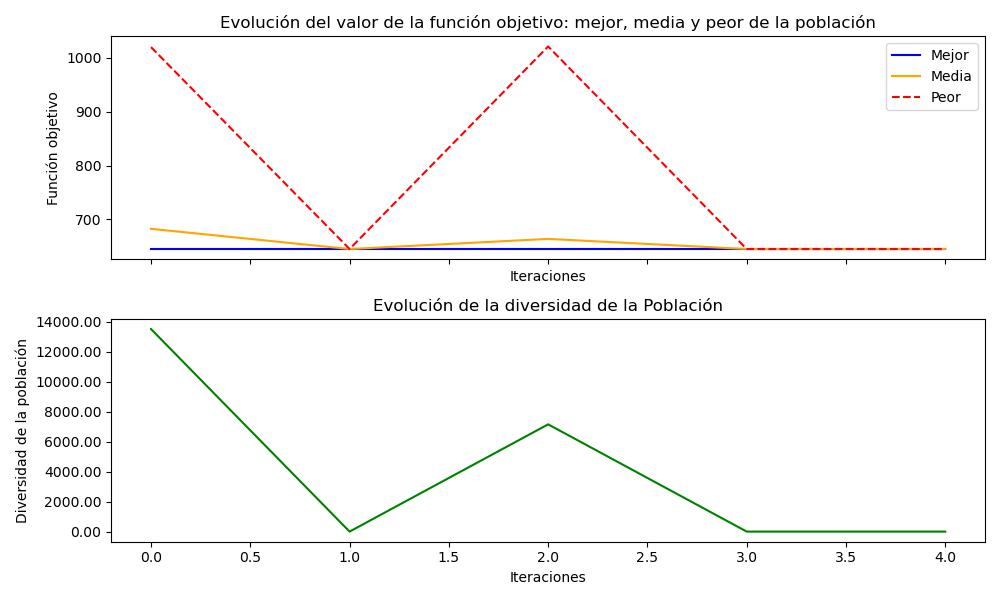 Evolución del valor de la función objetivo: mejor, media y peor de la población
1000
900
800
700
Función objetivo
Mejor
Media
Peor
Iteraciones
Evolución de la diversidad de la Población
14000.00
12000.00
10000.00
8000.00
6000.00
4000.00
2000.00
0.00
Diversidad de la población
0.0 0.5 1.0 1.5 2.0 2.5 3.0 3.5 4.0
Iteraciones